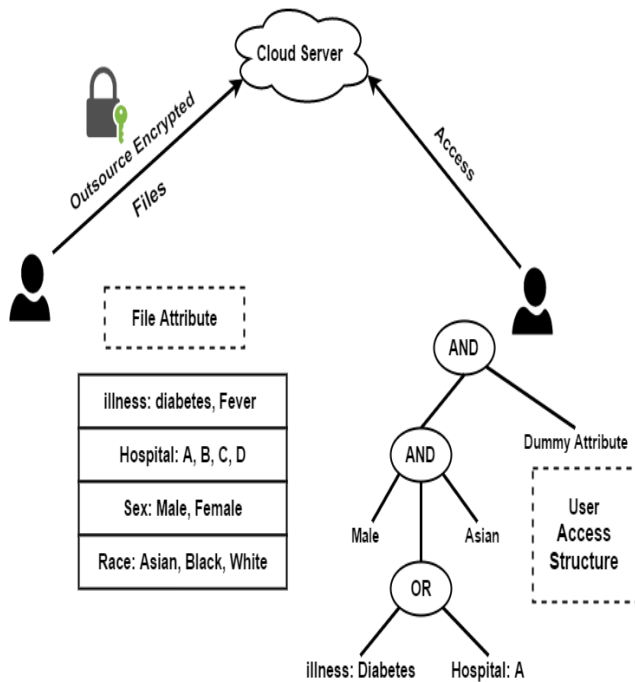 Cloud Server
Outsource Encrypted
Files
Access
File Attribute
illness: diabetes, Fever
Hospital: A, B, C, D
Sex: Male, Female
Race: Asian, Black, White
AND
Dummy Attribute
AND
Male
Asian
OR
illness: Diabetes
Hospital: A
User
Access
Structure